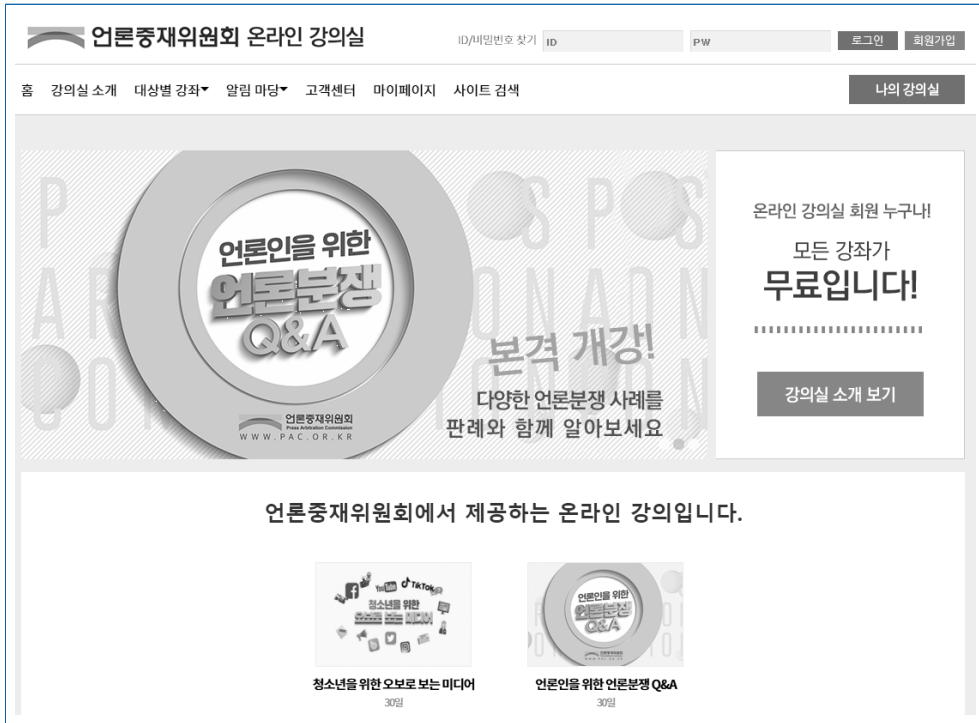 언론중재위원회 온라인 강의실
ID/비밀번호 찾기 ID PW 로그인 회원가입
홈 강의실 소개 대상별 강좌▾ 알림 마당▾ 고객센터 마이페이지 사이트 검색 나의 강의실
언론인을 위한
언론분쟁
Q&A
언론중재위원회
Press Arbitration Commission
WWW.PAC.OR.KR
본격 개강!
다양한 언론분쟁 사례를
판례와 함께 알아보세요
온라인 강의실 회원 누구나!
모든 강좌가
무료입니다!
강의실 소개 보기
언론중재위원회에서 제공하는 온라인 강의입니다.
YouTube TikTok
청소년을 위한
오보로 보는 미디어
언론인을 위한
언론분쟁
Q&A
청소년을 위한 오보로 보는 미디어
30일
언론인을 위한 언론분쟁 Q&A
30일